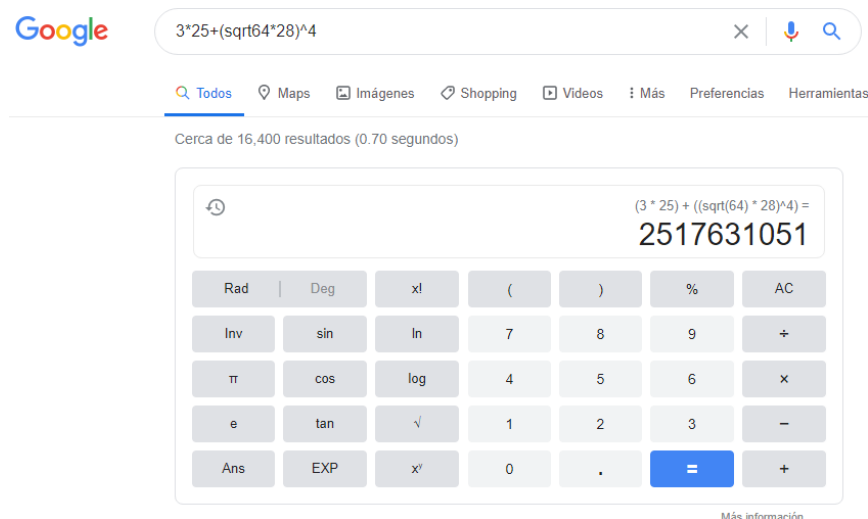 Google
3*25+(sqrt64*28)^4
Todos Maps Imágenes Shopping Videos Más Preferencias Herramientas
Cerca de 16,400 resultados (0.70 segundos)
(3 * 25) + ((sqrt(64) * 28)^4) =
2517631051
Rad | Deg x! ( ) % AC
Inv sin ln 7 8 9 ÷
π cos log 4 5 6 ×
e tan √ 1 2 3 −
Ans EXP xʸ 0 . = +
Más información